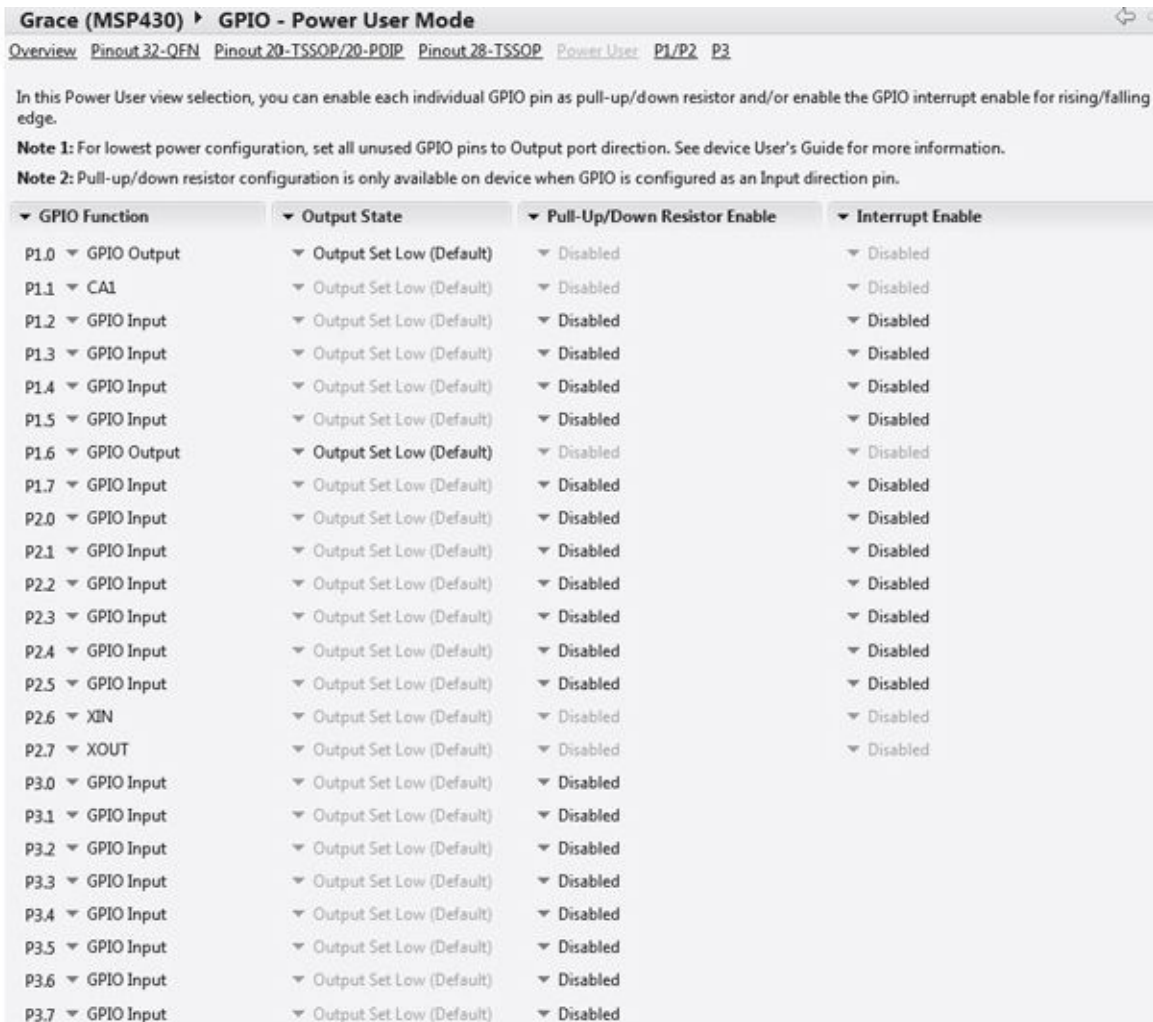 Grace (MSP430) ▸ GPIO - Power User Mode
Overview Pinout 32-QFN Pinout 20-TSSOP/20-PDIP Pinout 28-TSSOP Power User P1/P2 P3
In this Power User view selection, you can enable each individual GPIO pin as pull-up/down resistor and/or enable the GPIO interrupt enable for rising/falling
edge.
Note 1: For lowest power configuration, set all unused GPIO pins to Output port direction. See device User's Guide for more information.
Note 2: Pull-up/down resistor configuration is only available on device when GPIO is configured as an Input direction pin.
GPIO Function Output State Pull-Up/Down Resistor Enable Interrupt Enable
P1.0 GPIO Output Output Set Low (Default) Disabled Disabled
P1.1 CA1 Output Set Low (Default) Disabled Disabled
P1.2 GPIO Input Output Set Low (Default) Disabled Disabled
P1.3 GPIO Input Output Set Low (Default) Disabled Disabled
P1.4 GPIO Input Output Set Low (Default) Disabled Disabled
P1.5 GPIO Input Output Set Low (Default) Disabled Disabled
P1.6 GPIO Output Output Set Low (Default) Disabled Disabled
P1.7 GPIO Input Output Set Low (Default) Disabled Disabled
P2.0 GPIO Input Output Set Low (Default) Disabled Disabled
P2.1 GPIO Input Output Set Low (Default) Disabled Disabled
P2.2 GPIO Input Output Set Low (Default) Disabled Disabled
P2.3 GPIO Input Output Set Low (Default) Disabled Disabled
P2.4 GPIO Input Output Set Low (Default) Disabled Disabled
P2.5 GPIO Input Output Set Low (Default) Disabled Disabled
P2.6 XIN Output Set Low (Default) Disabled Disabled
P2.7 XOUT Output Set Low (Default) Disabled Disabled
P3.0 GPIO Input Output Set Low (Default) Disabled
P3.1 GPIO Input Output Set Low (Default) Disabled
P3.2 GPIO Input Output Set Low (Default) Disabled
P3.3 GPIO Input Output Set Low (Default) Disabled
P3.4 GPIO Input Output Set Low (Default) Disabled
P3.5 GPIO Input Output Set Low (Default) Disabled
P3.6 GPIO Input Output Set Low (Default) Disabled
P3.7 GPIO Input Output Set Low (Default) Disabled